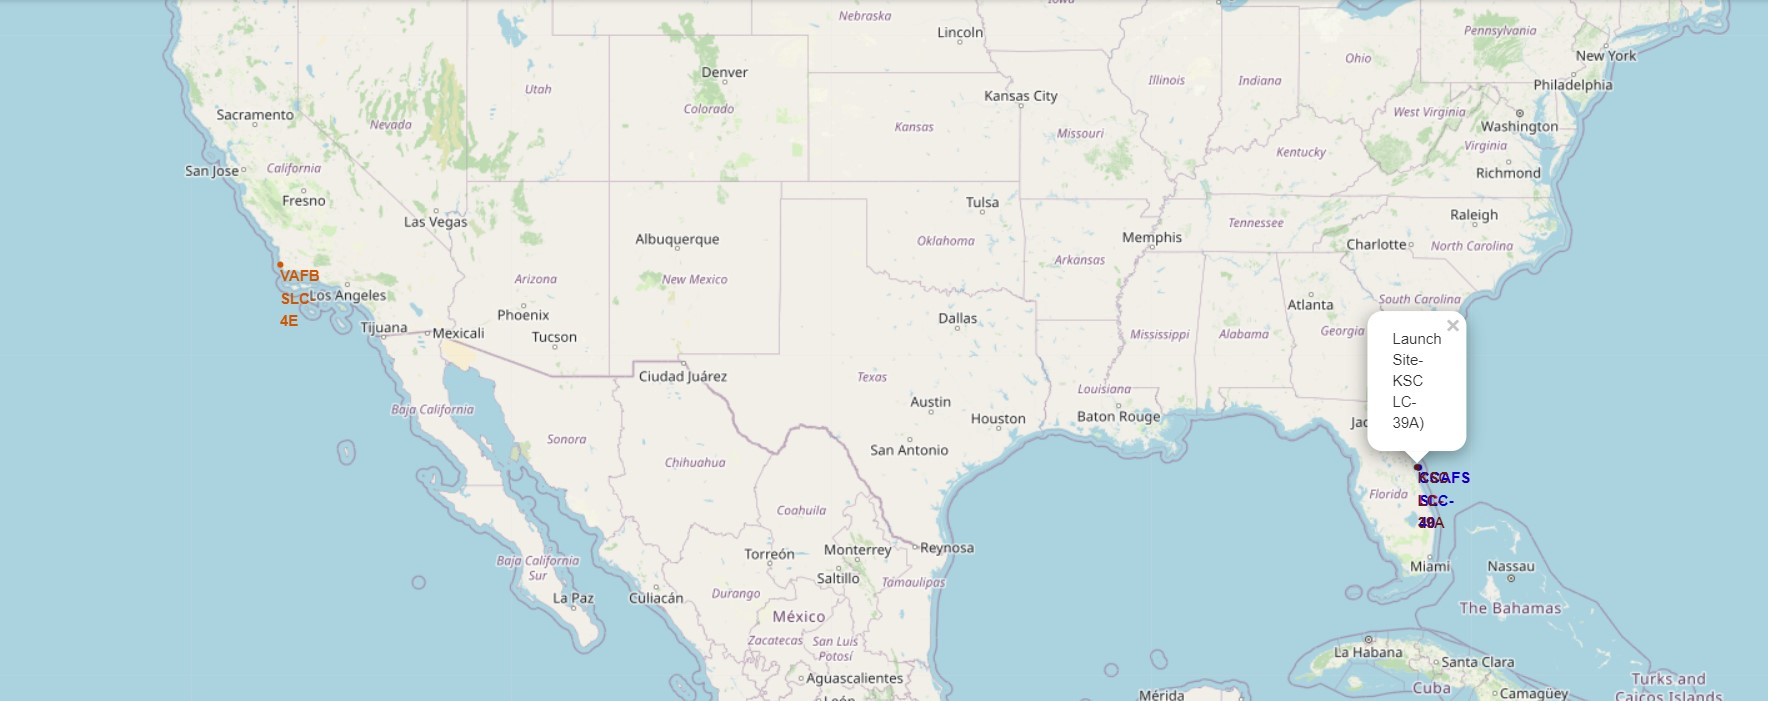 Nebraska
Iowa
Lincoln
Pennsylvania
New York
Ohio
Denver
Illinois
Indiana
Utah
Philadelphia
Kansas City
Colorado
Sacramento
West Virginia
Nevada
Kansas
Missouri
Washington
Virginia
Kentucky
San Jose
California
Richmond
Fresno
Tulsa
Las Vegas
Raleigh
Tennessee
Albuquerque
Oklahoma
Memphis
Charlotte
North Carolina
Arkansas
VAFB
SLC-
4E
Arizona
New Mexico
Los Angeles
South Carolina
Atlanta
Phoenix
Dallas
Tijuana
Mexicali
Tucson
Mississippi
Alabama
Georgia
Launch
Site-
KSC
LC-
39A)
×
Ciudad Juárez
Texas
Louisiana
Austin
Baja California
Houston
Baton Rouge
Jac
Sonora
San Antonio
Chihuahua
Florida
Coahuila
Reynosa
Torreón
Monterrey
Baja California
Sur
Miami
Nassau
Saltillo
Tamaulipas
Durango
La Paz
Culiacán
México
The Bahamas
Zacatecas
San Luis
Potosí
La Habana
Santa Clara
Aguascalientes
Cuba
Turks and
Caicos Islands
Mérida
Camagüey
León